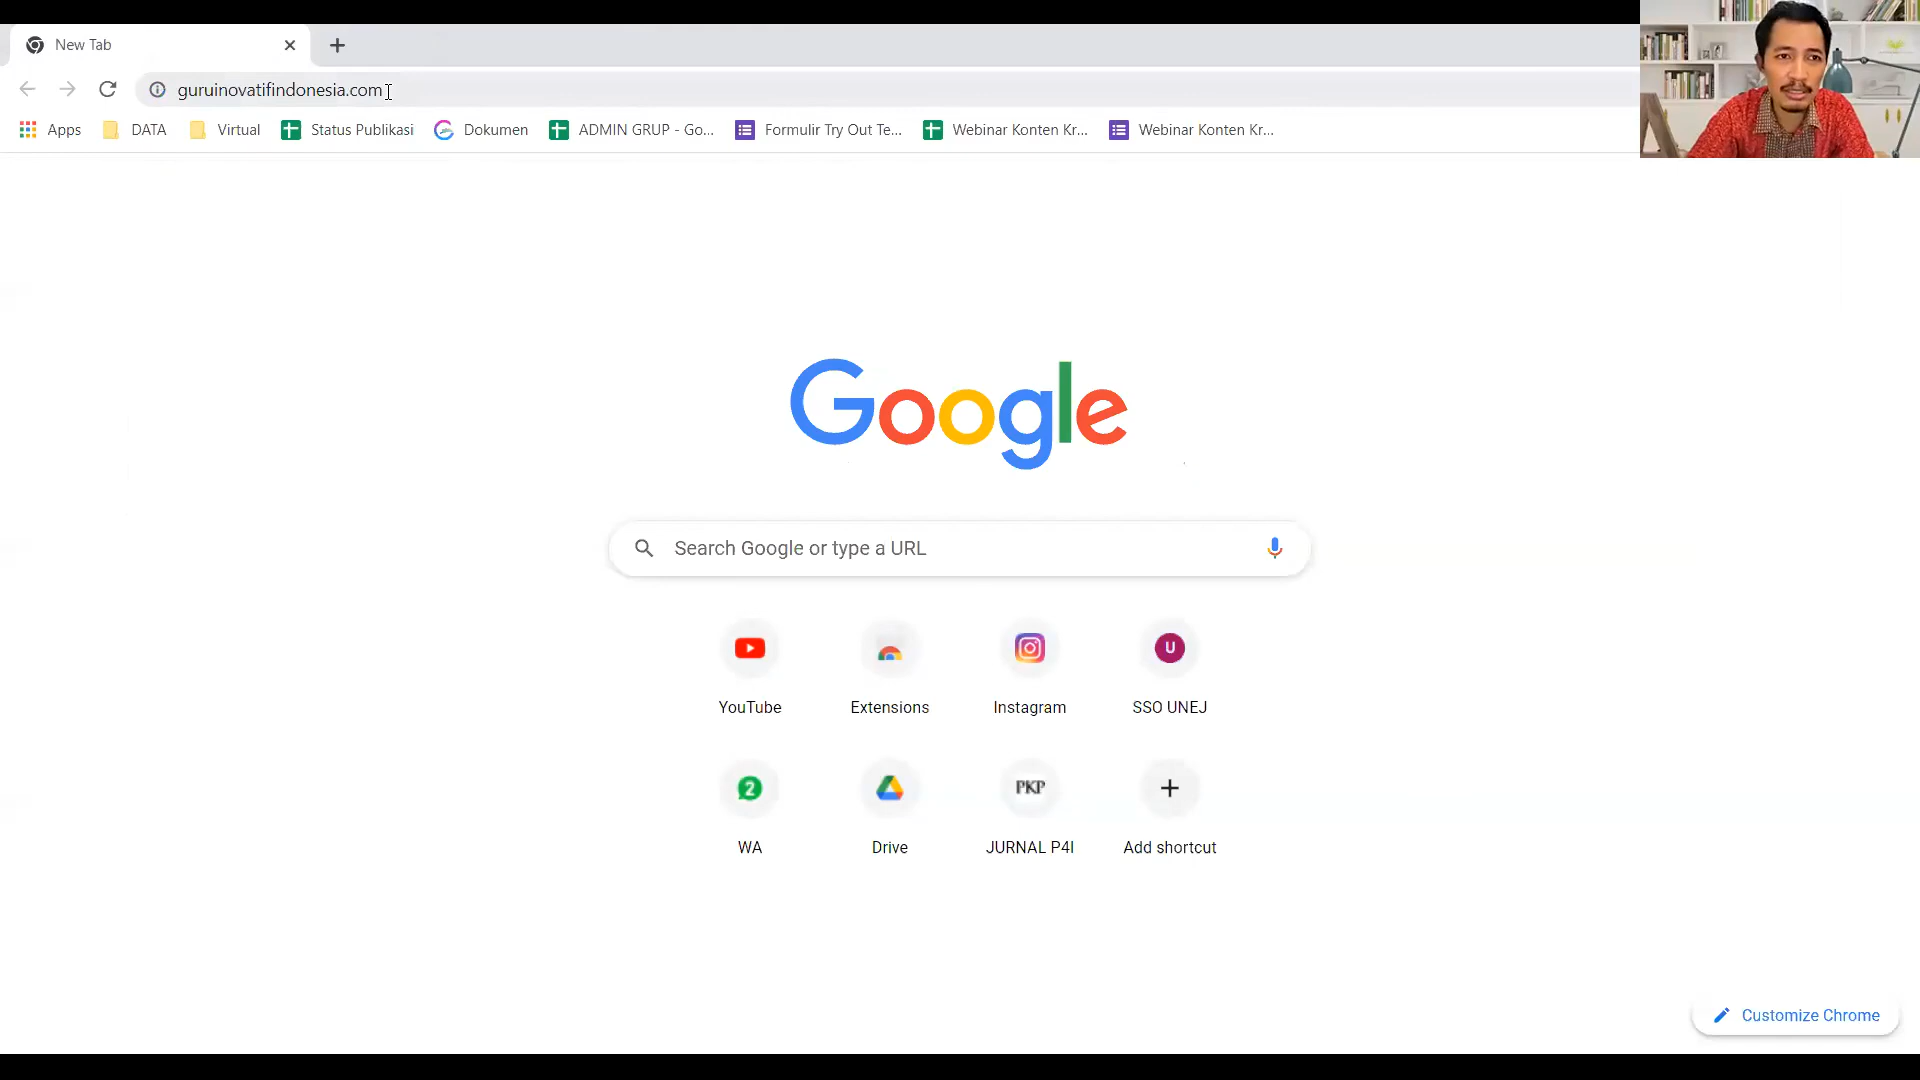 New Tab
guruinovatifindonesia.com
Apps DATA Virtual Status Publikasi Dokumen ADMIN GRUP - Go... Formulir Try Out Te... Webinar Konten Kr... Webinar Konten Kr...
Google
Search Google or type a URL
U
YouTube Extensions Instagram SSO UNEJ
2 PKP
WA Drive JURNAL P4I Add shortcut
Customize Chrome